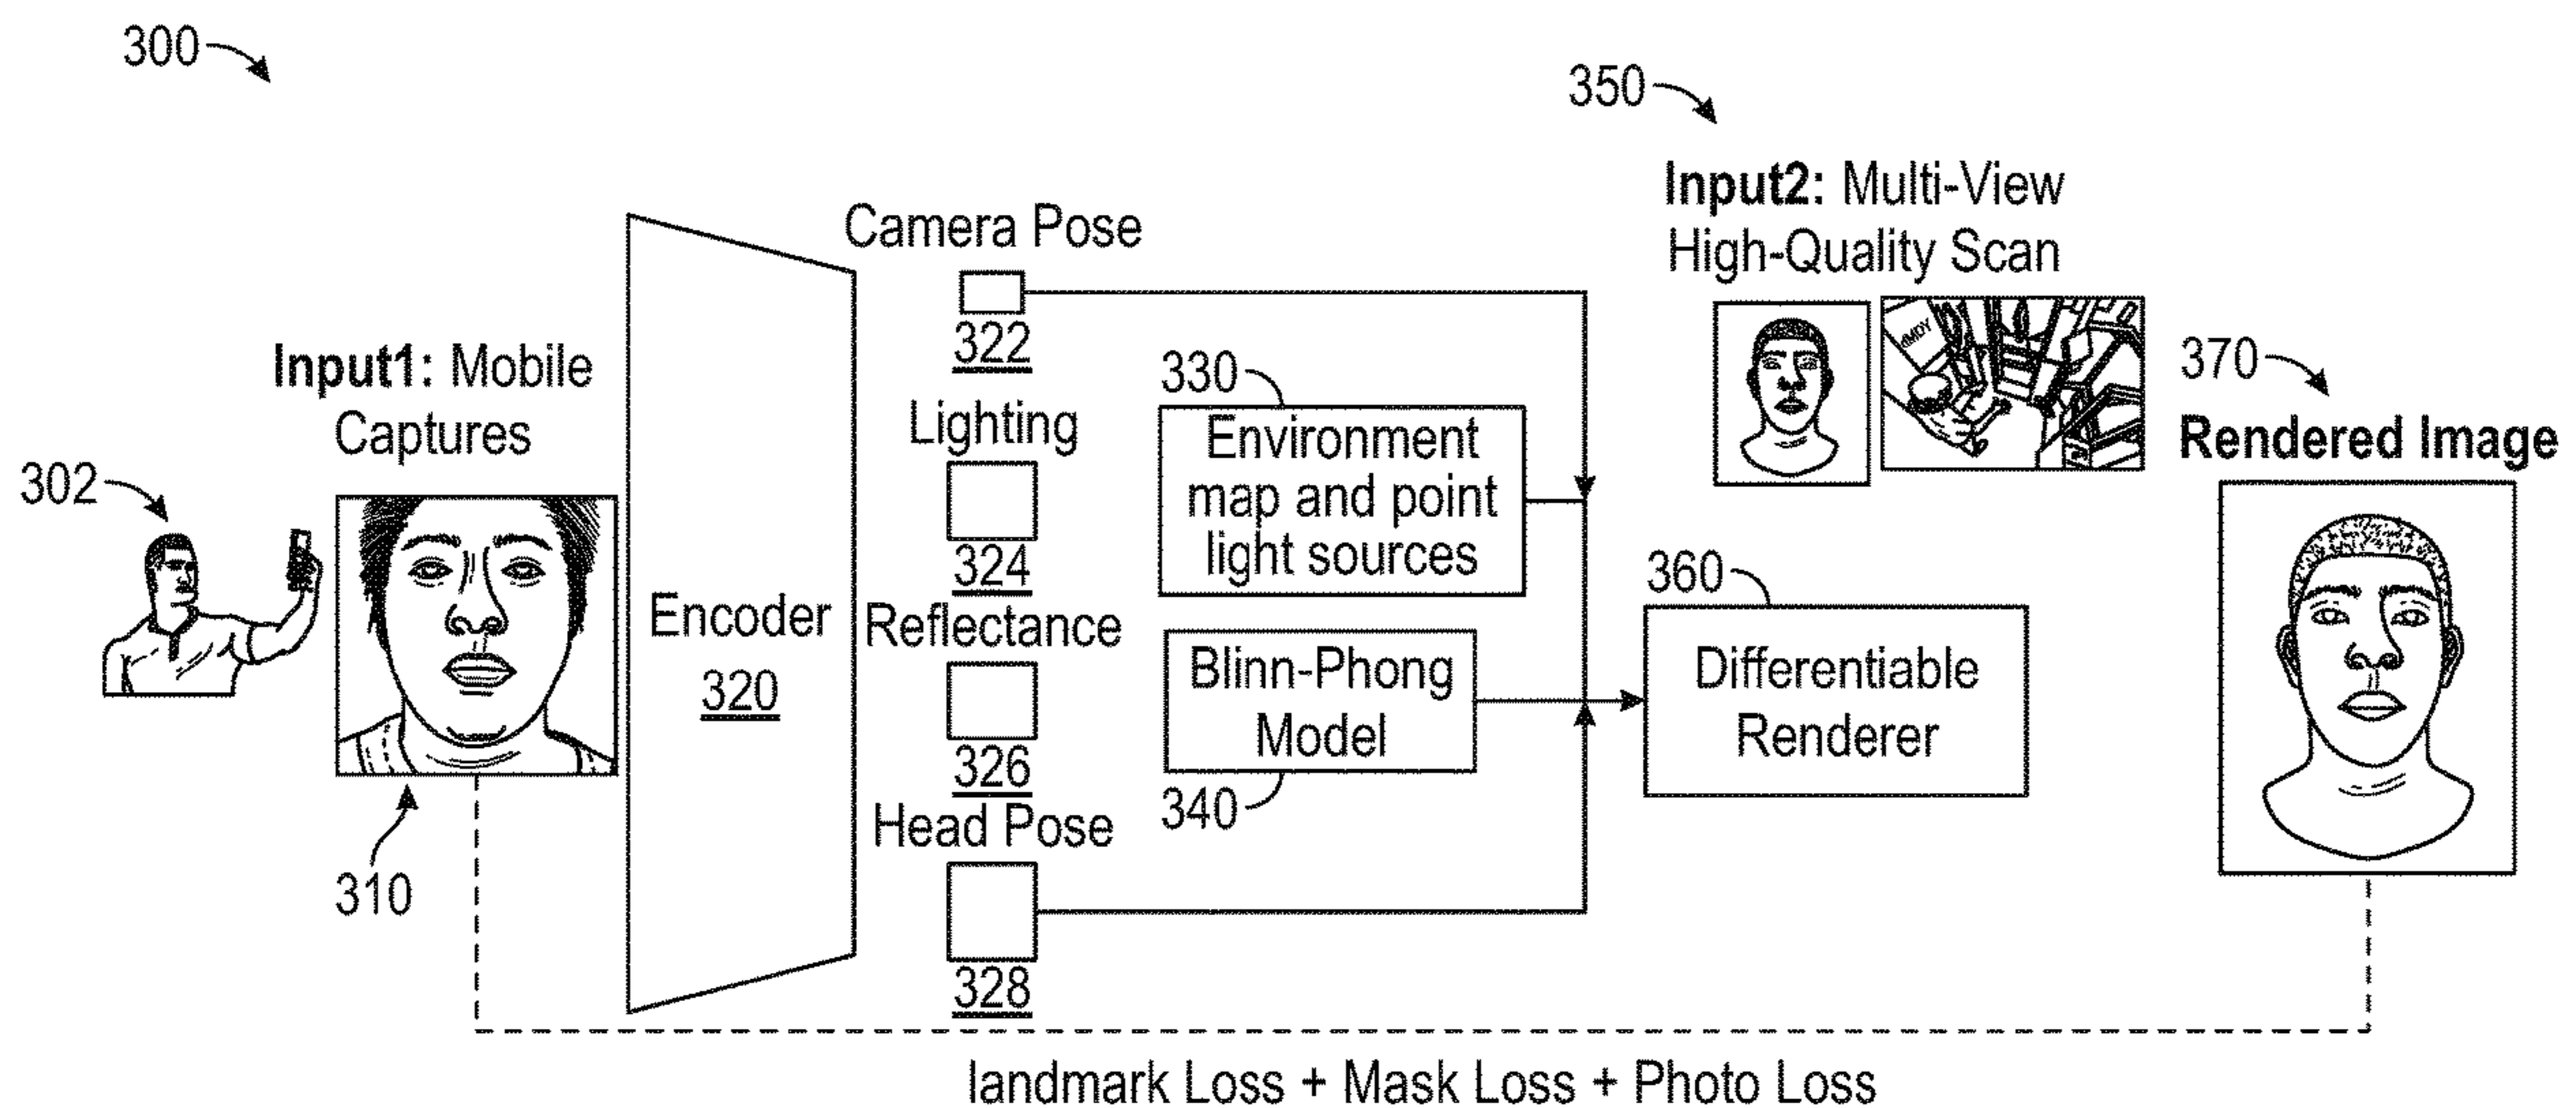 300
350
Input2: Multi-View
High-Quality Scan
Camera Pose
322
Input1: Mobile
Captures
302
310
Encoder
320
Lighting
324
Reflectance
326
Head Pose
328
330
Environment
map and point
light sources
Blinn-Phong
Model
340
360
Differentiable
Renderer
370
Rendered Image
landmark Loss + Mask Loss + Photo Loss